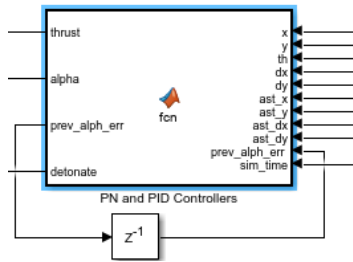 thrust
alpha
prev_alph_err
detonate
fcn
x
y
th
dx
dy
ast_x
ast_y
ast_dx
ast_dy
prev_alph_err
sim_time
PN and PID Controllers
Z-1